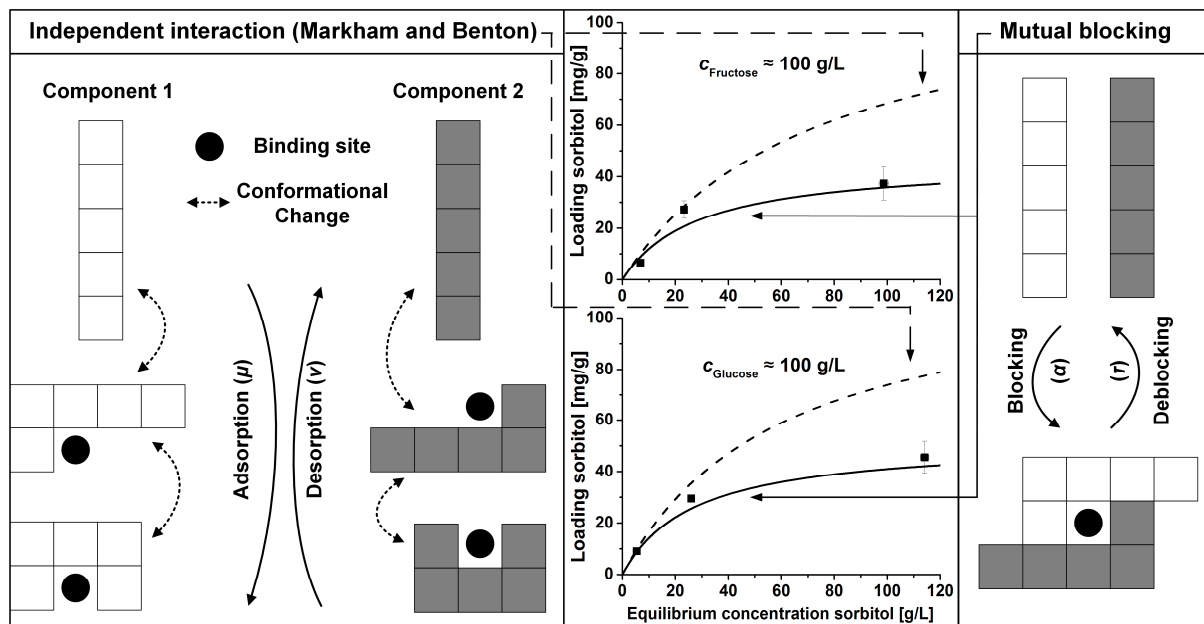 Independent interaction (Markham and Benton)
Component 1
Component 2
Binding site
Conformational
Change
Adsorption (μ)
Desorption (ν)
100
80
60
40
20
0
Loading sorbitol [mg/g]
cFructose ≈ 100 g/L
0 20 40 60 80 100 120
100
80
60
40
20
0
Loading sorbitol [mg/g]
cGlucose ≈ 100 g/L
0 20 40 60 80 100 120
Equilibrium concentration sorbitol [g/L]
Mutual blocking
Blocking
(α)
(τ)
Deblocking